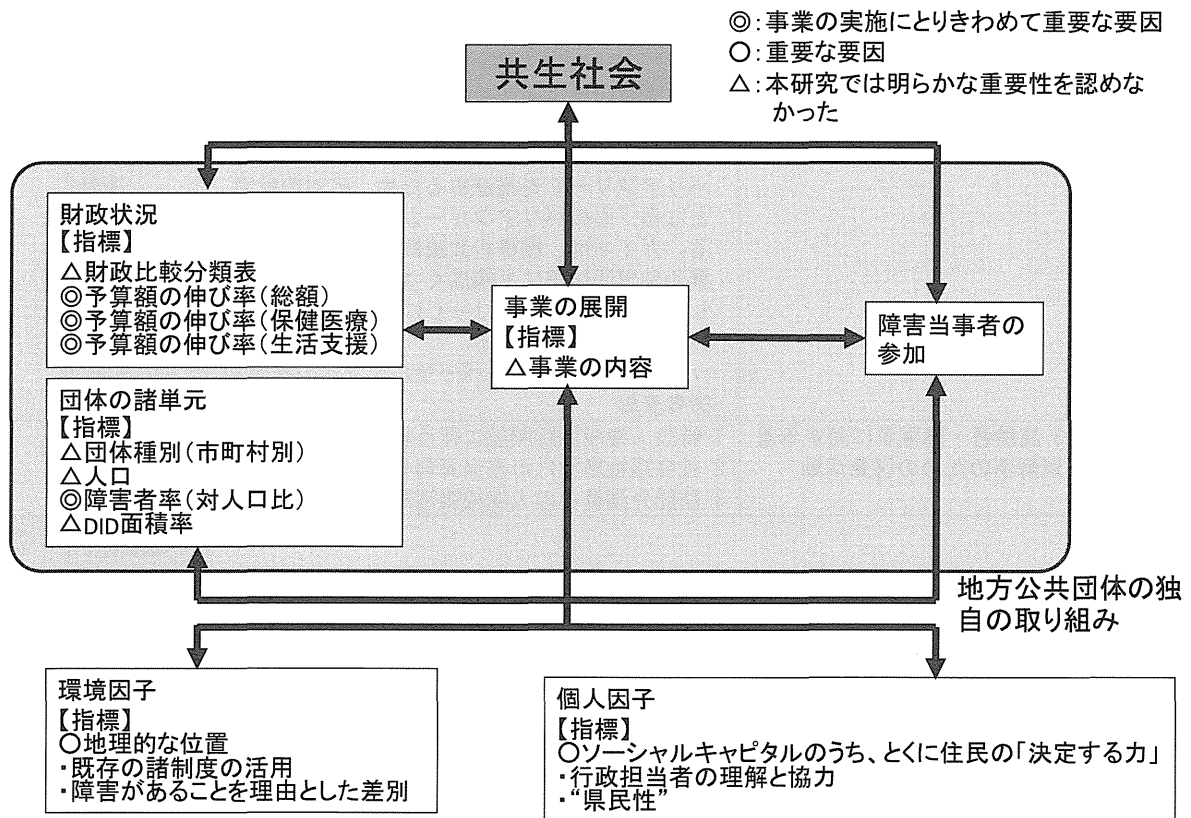 ◎:事業の実施にとりきわめて重要な要因
○:重要な要因
△:本研究では明らかな重要性を認めな
かった
共生社会
財政状況
【指標】
△財政比較分類表
◎予算額の伸び率(総額)
◎予算額の伸び率(保健医療)
◎予算額の伸び率(生活支援)
事業の展開
【指標】
△事業の内容
障害当事者の
参加
団体の諸単元
【指標】
△団体種別(市町村別)
△人口
◎障害者率(対人口比)
△DID面積率
地方公共団体の独
自の取り組み
環境因子
【指標】
○地理的な位置
・既存の諸制度の活用
・障害があることを理由とした差別
個人因子
【指標】
○ソーシャルキャピタルのうち、とくに住民の「決定する力」
・行政担当者の理解と協力
・“県民性”